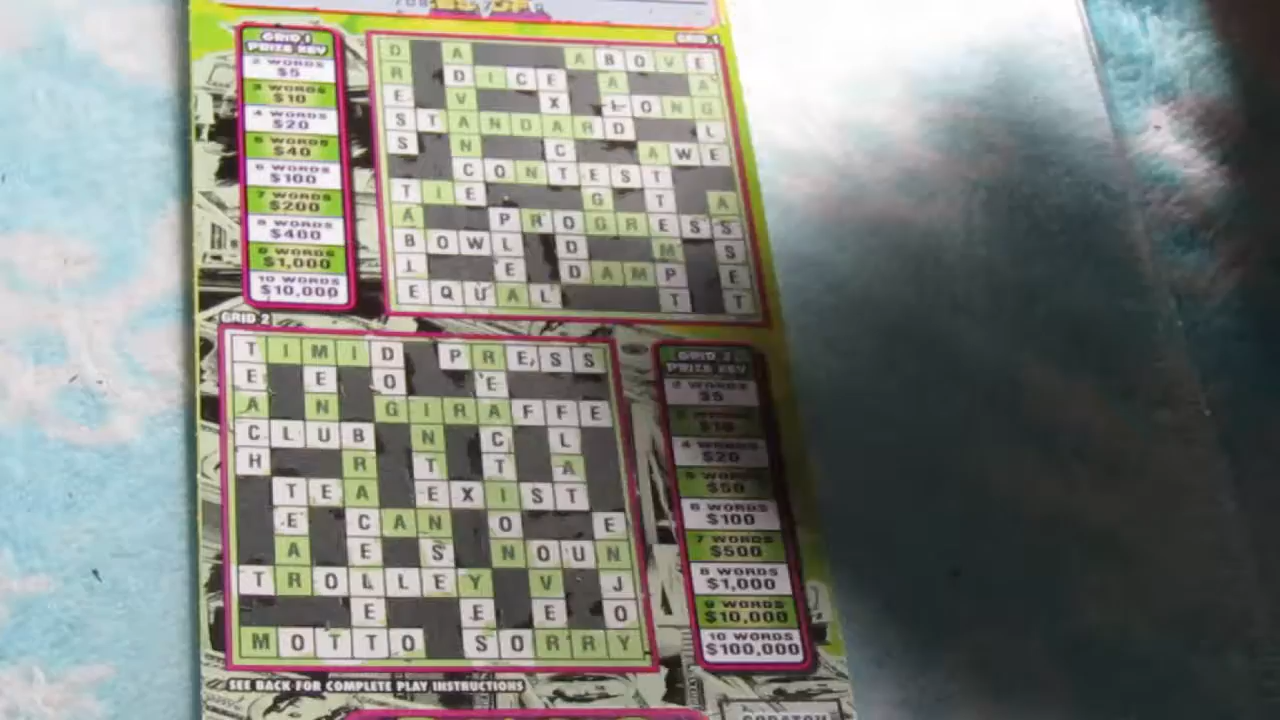 GRID 1
GRID 1
PRIZE KEY
2 WORDS
$5
3 WORDS
$10
4 WORDS
$20
5 WORDS
$40
6 WORDS
$100
7 WORDS
$200
8 WORDS
$400
9 WORDS
$1,000
10 WORDS
$10,000
D A ABOVE
R DICE A A
E V X LONG
S STANDARD L
S N C AWE
CONTEST
TIE G T A
A PROGRESS
BOWL D M S
L E DAMP E
EQUAL T T
GRID 2
TIMID PRESS
E E O E
A N GIRAFFE
CLUB N C L
H R T T A
TEA EXIST
E CAN O E
A E S NOUN
TROLLEY V J
E E E O
MOTTO SORRY
GRID 2
PRIZE KEY
2 WORDS
$5
$10
4 WORDS
$20
5 WORDS
$50
6 WORDS
$100
7 WORDS
$500
8 WORDS
$1,000
9 WORDS
$10,000
10 WORDS
$100,000
SEE BACK FOR COMPLETE PLAY INSTRUCTIONS
SCRATCH